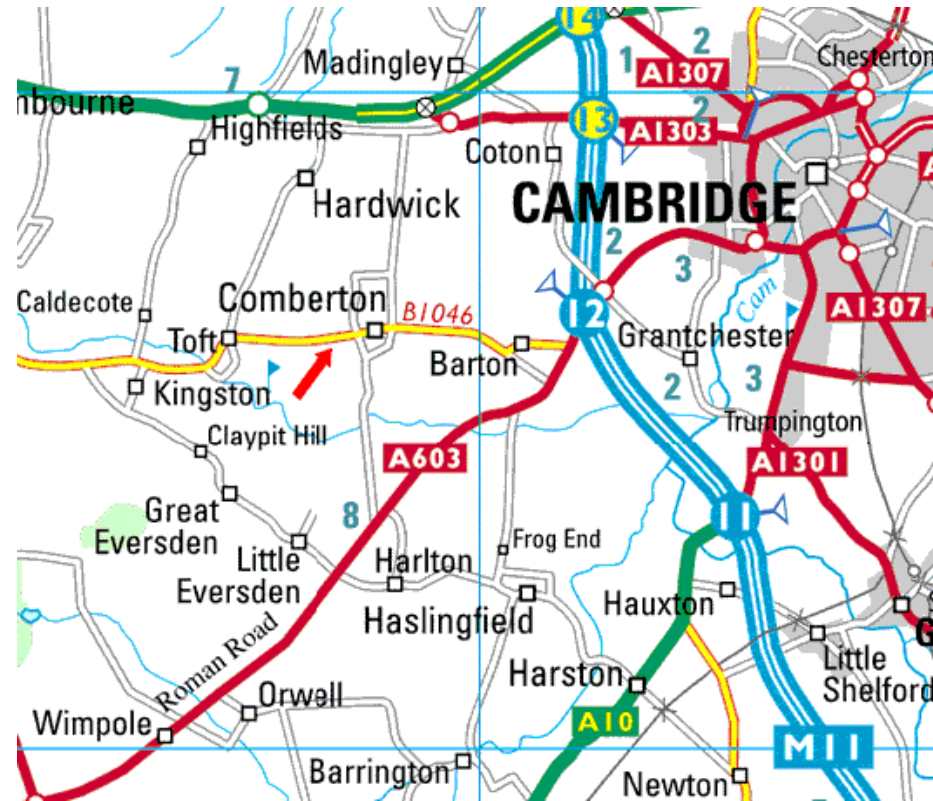 14
2
Madingley
1
A1307
Chesterton
7
nbourne
Highfields
13
A1303
2
Coton
Hardwick
CAMBRIDGE
2
3
Cam
Caldecote
Comberton
B1046
12
A1307
Toft
Barton
Grantchester
Kingston
2
3
Claypit Hill
Trumpington
A603
A1301
Great
Eversden
8
11
Little
Eversden
Harlton
Frog End
Haslingfield
Hauxton
Roman Road
Harston
Little
Shelford
G
Orwell
Wimpole
A10
M11
Barrington
Newton